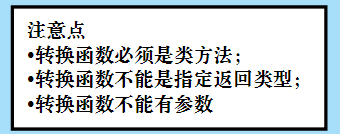 注意点
•转换函数必须是类方法；
•转换函数不能是指定返回类型；
•转换函数不能有参数